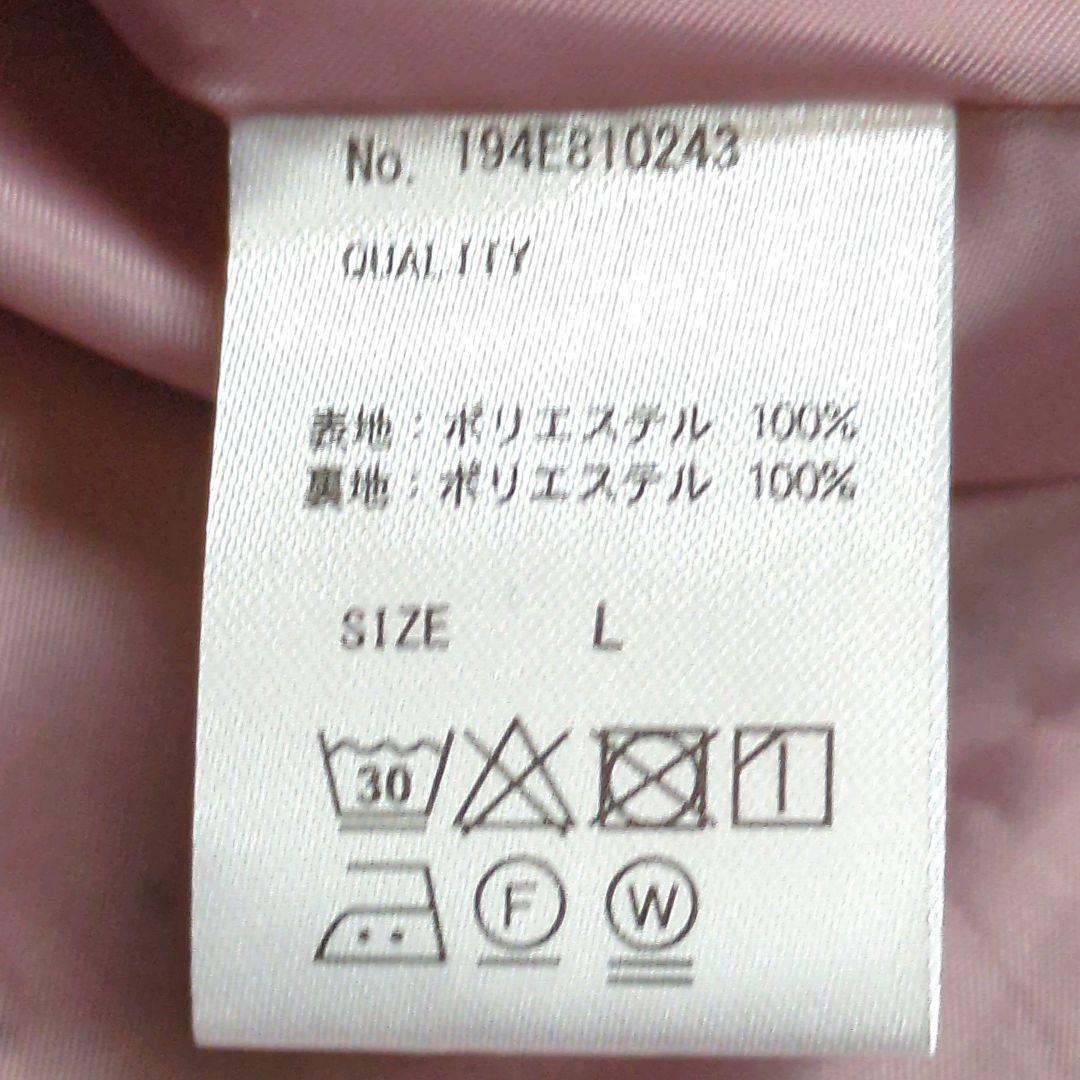 No. 194E810243
QUALITY
表地：ポリエステル 100%
裏地：ポリエステル 100%
SIZE L
30
F W